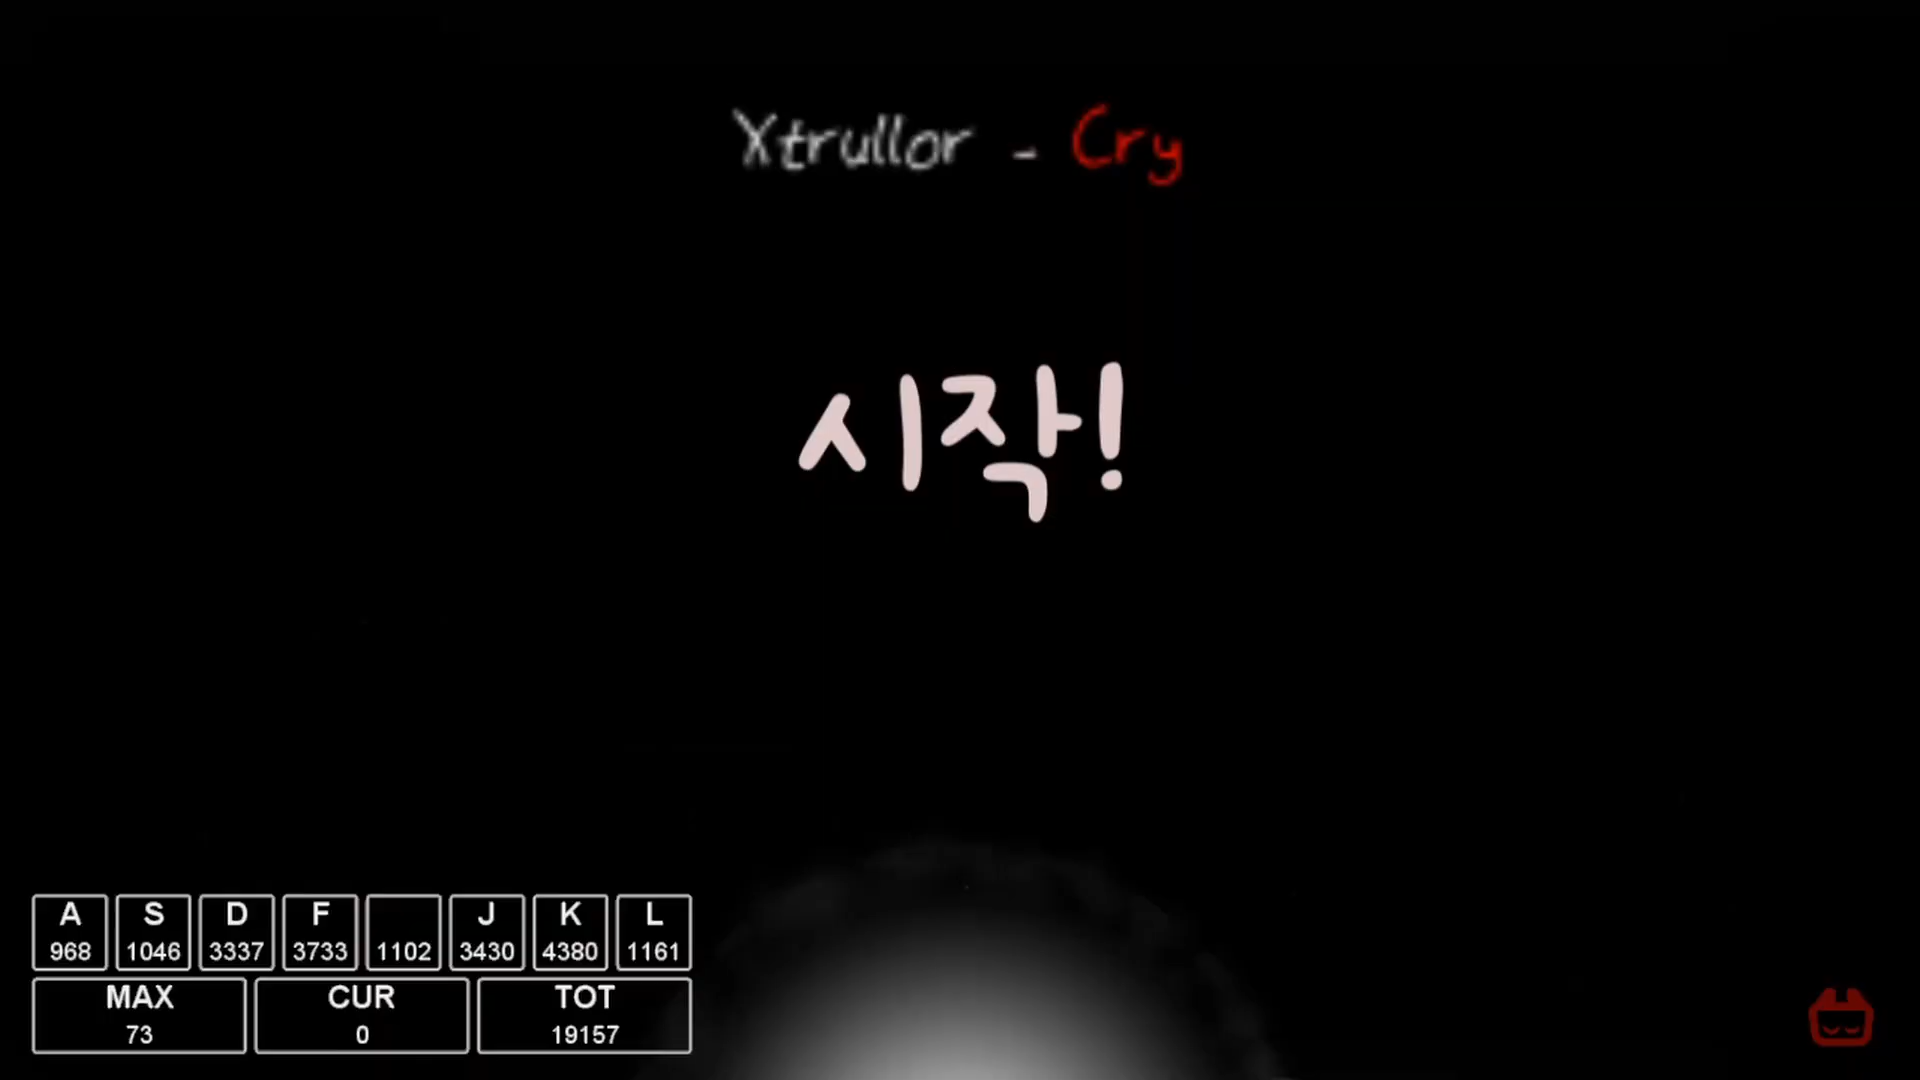 Xtrullor - Cry
시작!
A S D F J K L
968 1046 3337 3733 1102 3430 4380 1161
MAX CUR TOT
73 0 19157